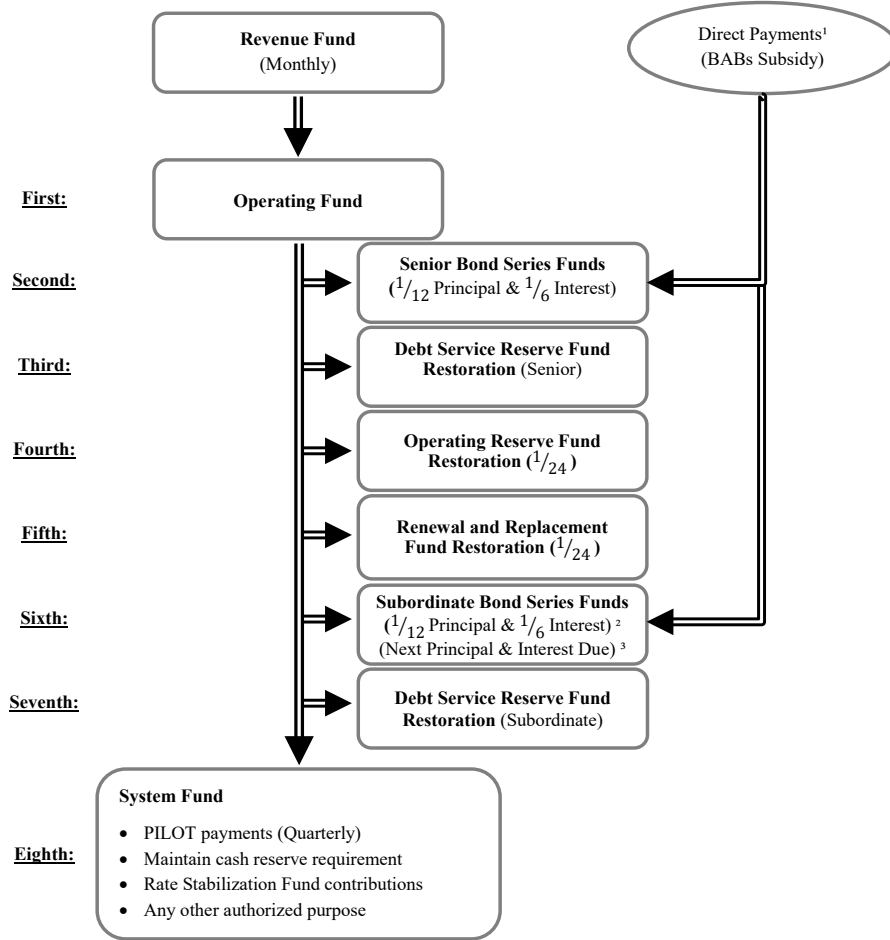 Revenue Fund
(Monthly)
Direct Payments¹
(BABs Subsidy)
First:
Operating Fund
Second:
Senior Bond Series Funds
(1/12 Principal & 1/6 Interest)
Third:
Debt Service Reserve Fund
Restoration (Senior)
Fourth:
Operating Reserve Fund
Restoration (1/24 )
Fifth:
Renewal and Replacement
Fund Restoration (1/24 )
Sixth:
Subordinate Bond Series Funds
(1/12 Principal & 1/6 Interest) ²
(Next Principal & Interest Due) ³
Seventh:
Debt Service Reserve Fund
Restoration (Subordinate)
Eighth:
System Fund
• PILOT payments (Quarterly)
• Maintain cash reserve requirement
• Rate Stabilization Fund contributions
• Any other authorized purpose